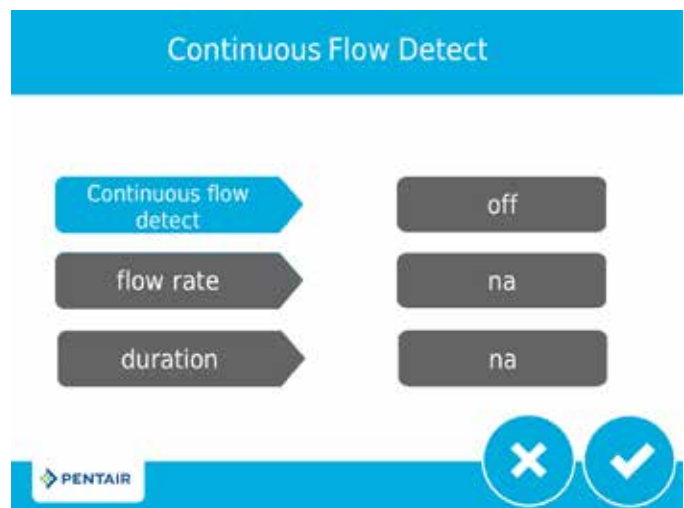 Continuous Flow Detect
Continuous flow
detect
off
flow rate
na
duration
na
PENTAIR